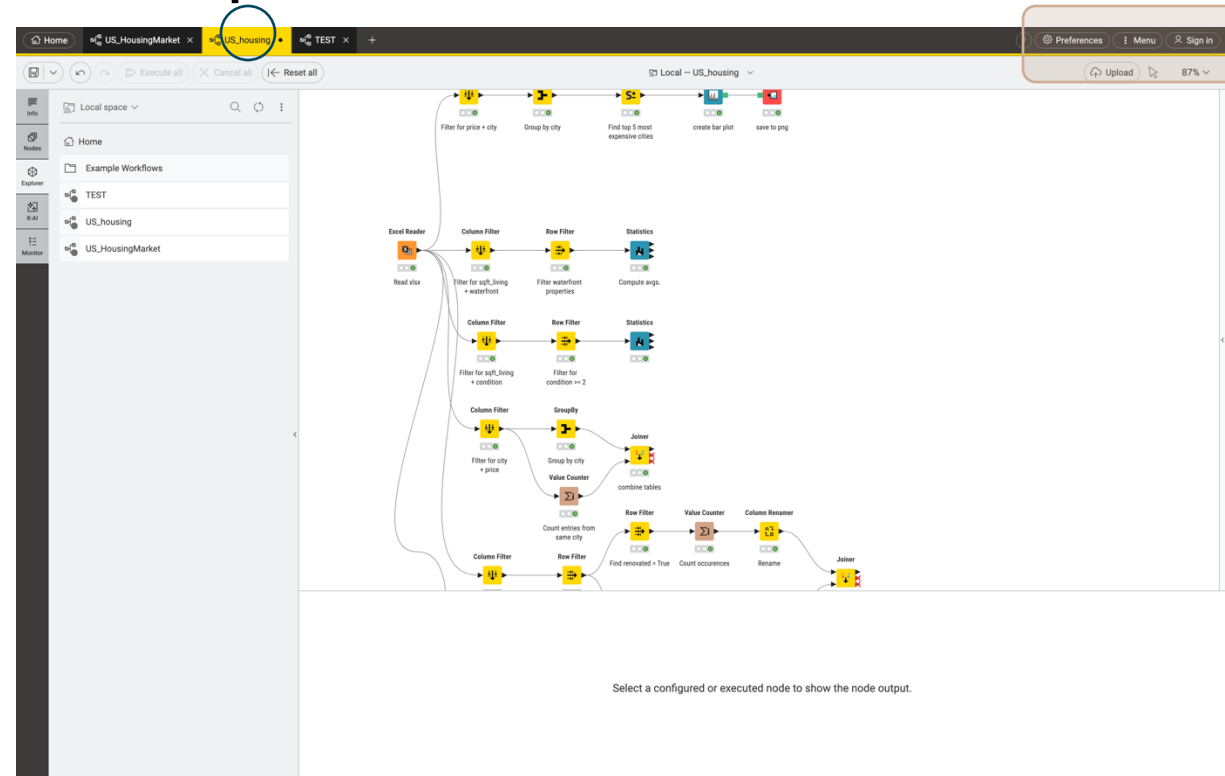 Home
US_HousingMarket ×
US_housing
TEST ×
+
Preferences
Menu
Sign in
Execute all
Cancel all
Reset all
Local – US_housing
Upload
87%
Info
Nodes
Explorer
K-AI
Monitor
Local space
Home
Example Workflows
TEST
US_housing
US_HousingMarket
Filter for price + city
Group by city
Find top 5 most
expensive cities
create bar plot
save to png
Excel Reader
Column Filter
Row Filter
Statistics
Read xlsx
Filter for sqft_living
+ waterfront
Filter waterfront
properties
Compute avgs.
Column Filter
Row Filter
Statistics
Filter for sqft_living
+ condition
Filter for
condition >= 2
Column Filter
GroupBy
Joiner
Filter for city
+ price
Group by city
combine tables
Value Counter
Count entries from
same city
Row Filter
Value Counter
Column Renamer
Find renovated = True
Count occurences
Rename
Column Filter
Row Filter
Joiner
Select a configured or executed node to show the node output.